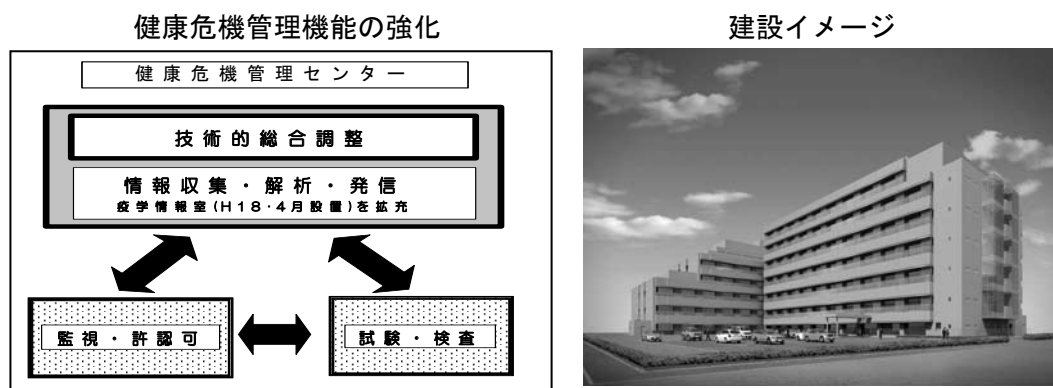 健康危機管理機能の強化
建設イメージ
健康危機管理センター
技術的総合調整
情報収集・解析・発信
疫学情報室(H18・4月設置)を拡充
監視・許認可
試験・検査